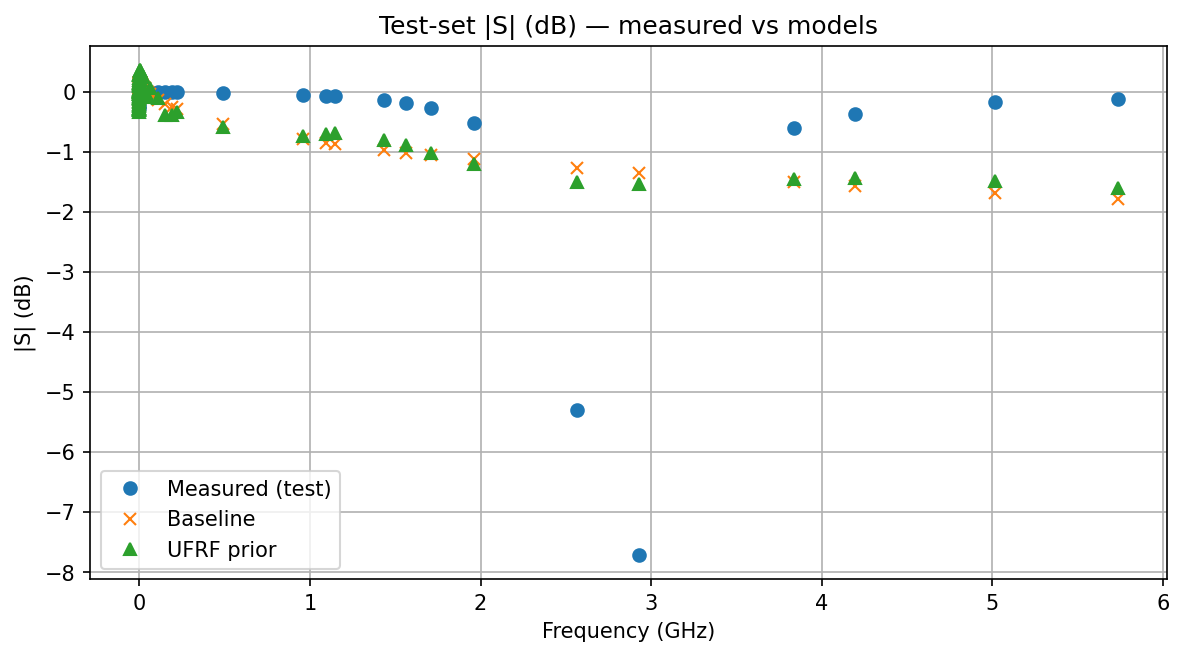 Test-set |S| (dB) — measured vs models
|S| (dB)
0
−1
−2
−3
−4
−5
−6
−7
−8
Measured (test)
Baseline
UFRF prior
0 1 2 3 4 5 6
Frequency (GHz)